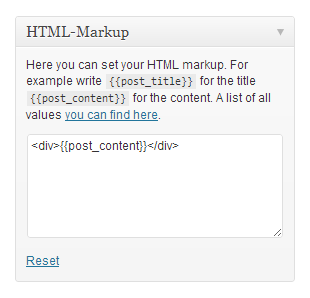 HTML-Markup
Here you can set your HTML markup. For
example write {{post_title}} for the title
{{post_content}} for the content. A list of all
values you can find here.
<div>{{post_content}}</div>
Reset